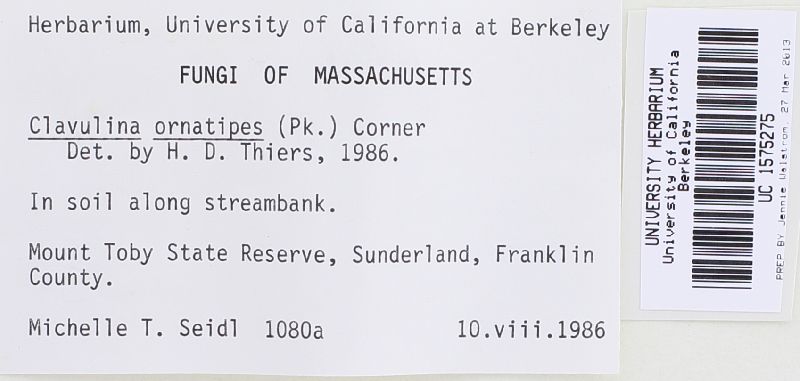 Herbarium, University of California at Berkeley
FUNGI OF MASSACHUSETTS
Clavulina ornatipes (Pk.) Corner
Det. by H. D. Thiers, 1986.
In soil along streambank.
Mount Toby State Reserve, Sunderland, Franklin
County.
Michelle T. Seidl 1080a 10.viii.1986
UNIVERSITY HERBARIUM
University of California
Berkeley
UC 1575275
PREP BY Jennie Walstrom, 27 Mar 2013